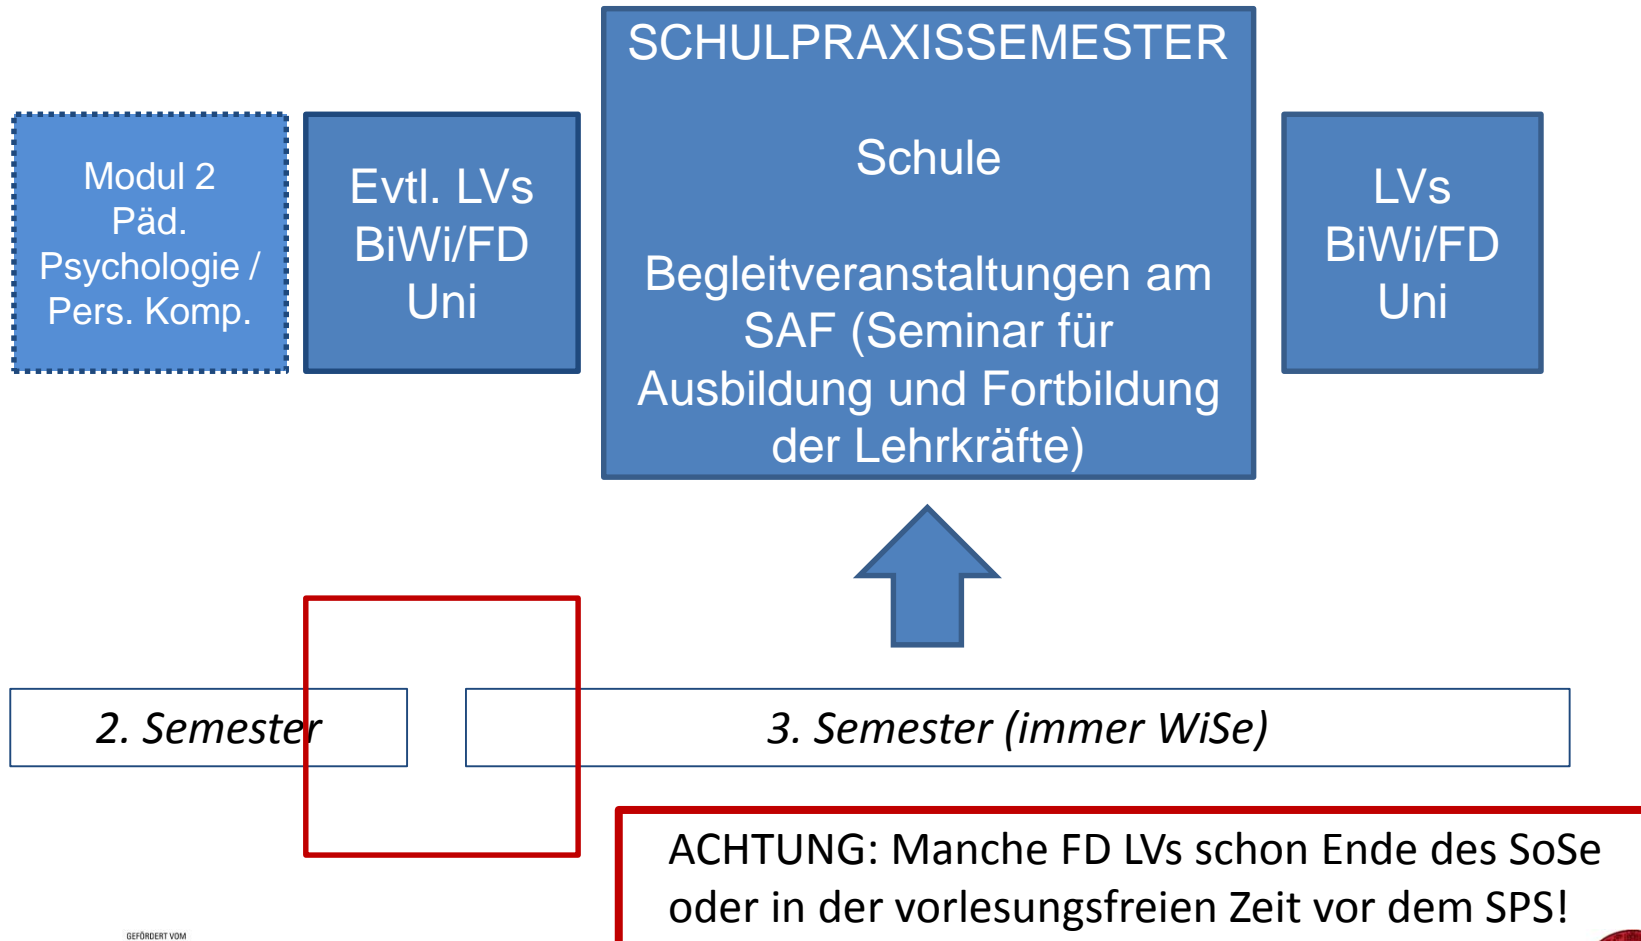 SCHULPRAXISSEMESTER
Schule
Begleitveranstaltungen am
SAF (Seminar für
Ausbildung und Fortbildung
der Lehrkräfte)
Modul 2
Päd.
Psychologie /
Pers. Komp.
Evtl. LVs
BiWi/FD
Uni
LVs
BiWi/FD
Uni
2. Semester
3. Semester (immer WiSe)
ACHTUNG: Manche FD LVs schon Ende des SoSe
oder in der vorlesungsfreien Zeit vor dem SPS!
GEFÖRDERT VOM